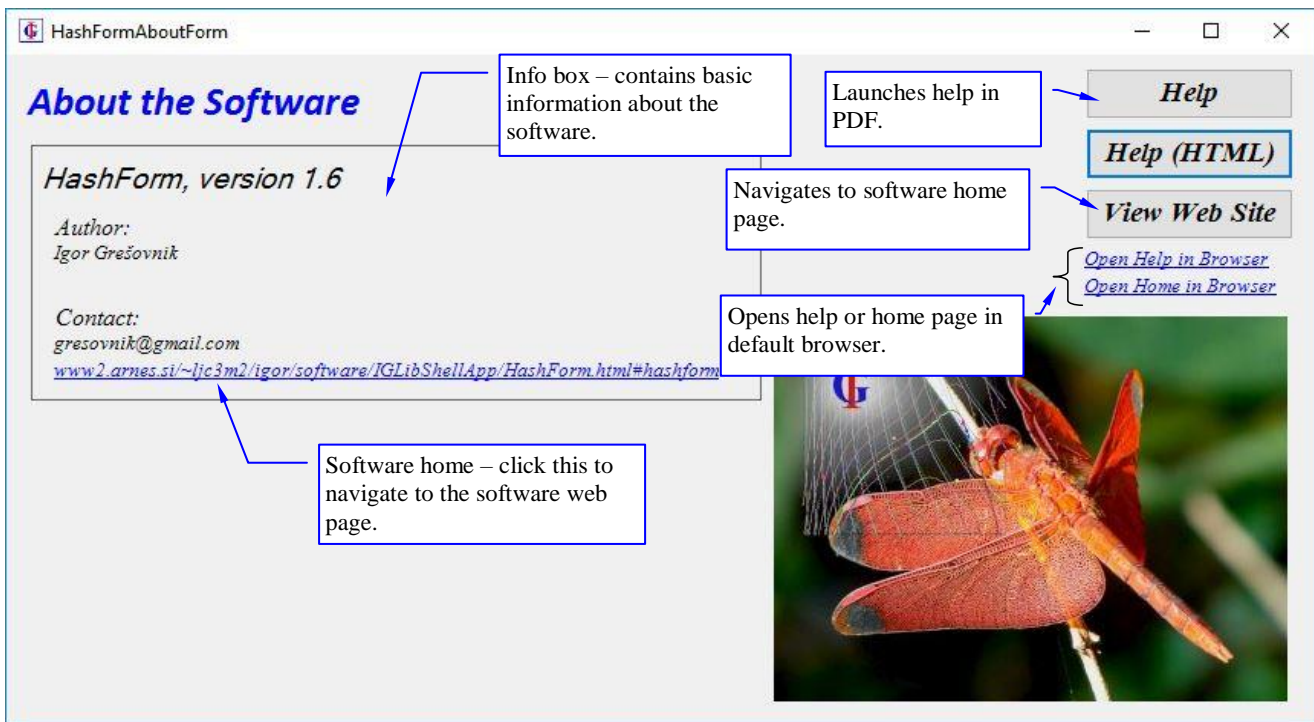 HashFormAboutForm
About the Software
Info box – contains basic
information about the
software.
Launches help in
PDF.
Help
Help (HTML)
HashForm, version 1.6
Navigates to software home
page.
View Web Site
Author:
Igor Grešovnik
Open Help in Browser
Open Home in Browser
Contact:
gresovnik@gmail.com
www2.arnes.si/~ljc3m2/igor/software/IGLibShellApp/HashForm.html#hashform
Opens help or home page in
default browser.
Software home – click this to
navigate to the software web
page.